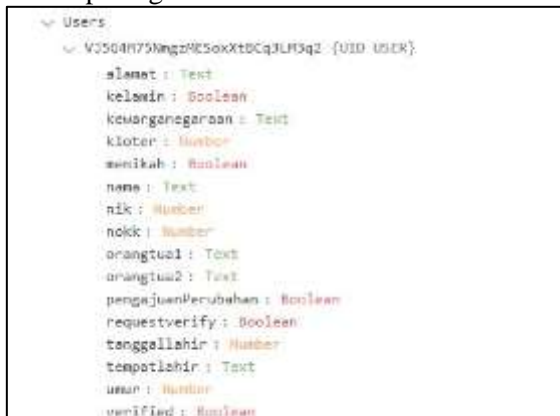 Users
{UID USER}
alamat : Text
kelamin : Boolean
kewarganegaraan : Text
kloter : Number
menikah : Boolean
nama : Text
nik : Number
nokk : Number
orangtua1 : Text
orangtua2 : Text
pengajuanPerubahan : Boolean
requestverify : Boolean
tanggallahir : Number
tempatlahir : Text
umur : Number
verified : Boolean